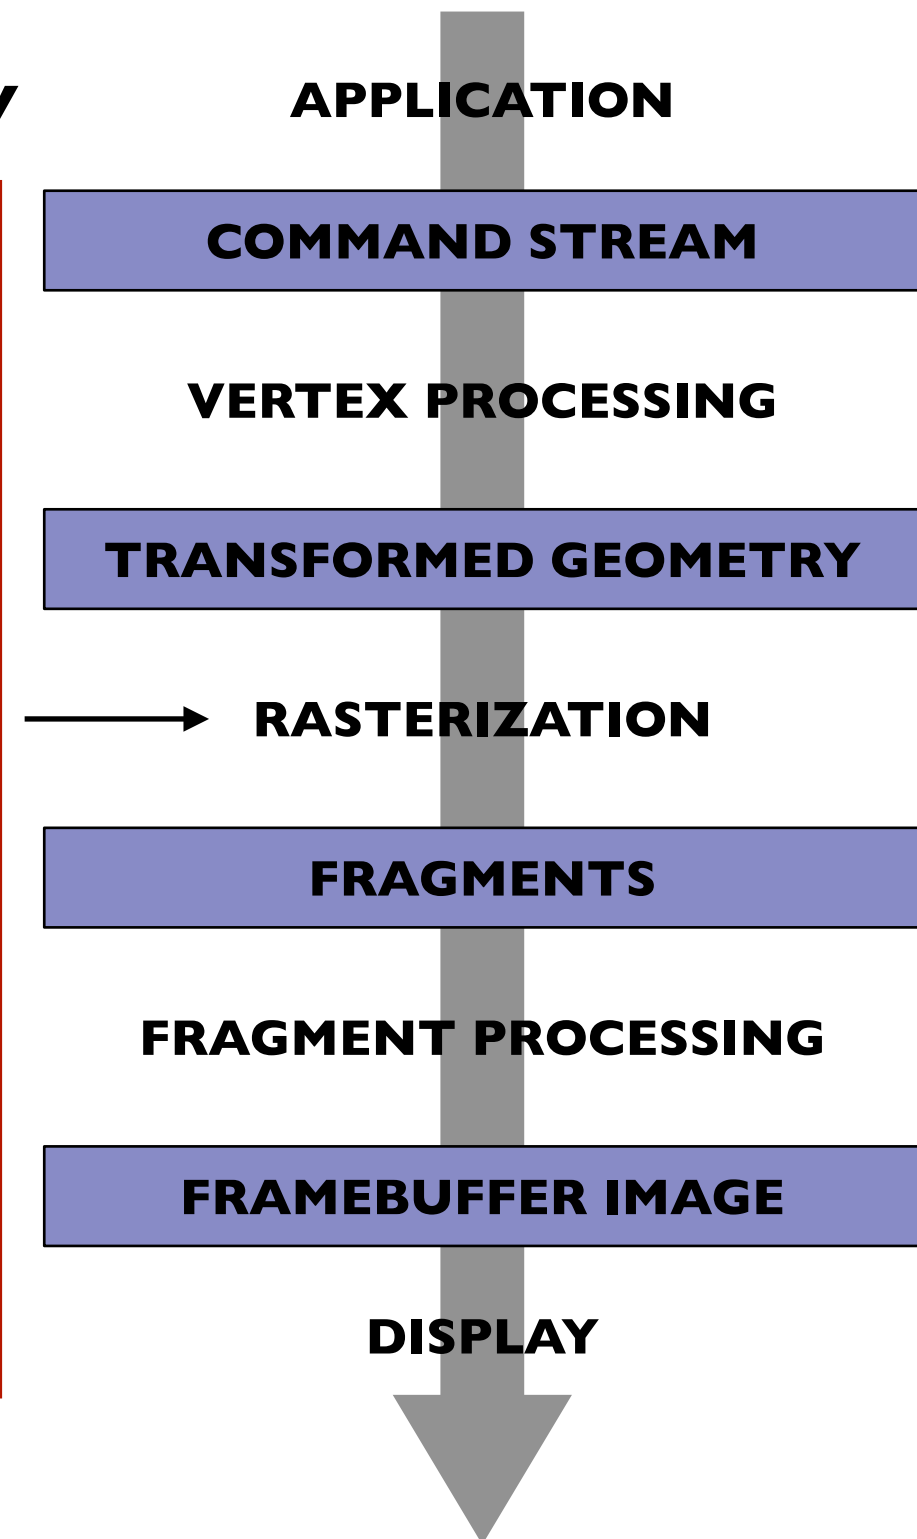 APPLICATION
COMMAND STREAM
VERTEX PROCESSING
TRANSFORMED GEOMETRY
RASTERIZATION
FRAGMENTS
FRAGMENT PROCESSING
FRAMEBUFFER IMAGE
DISPLAY